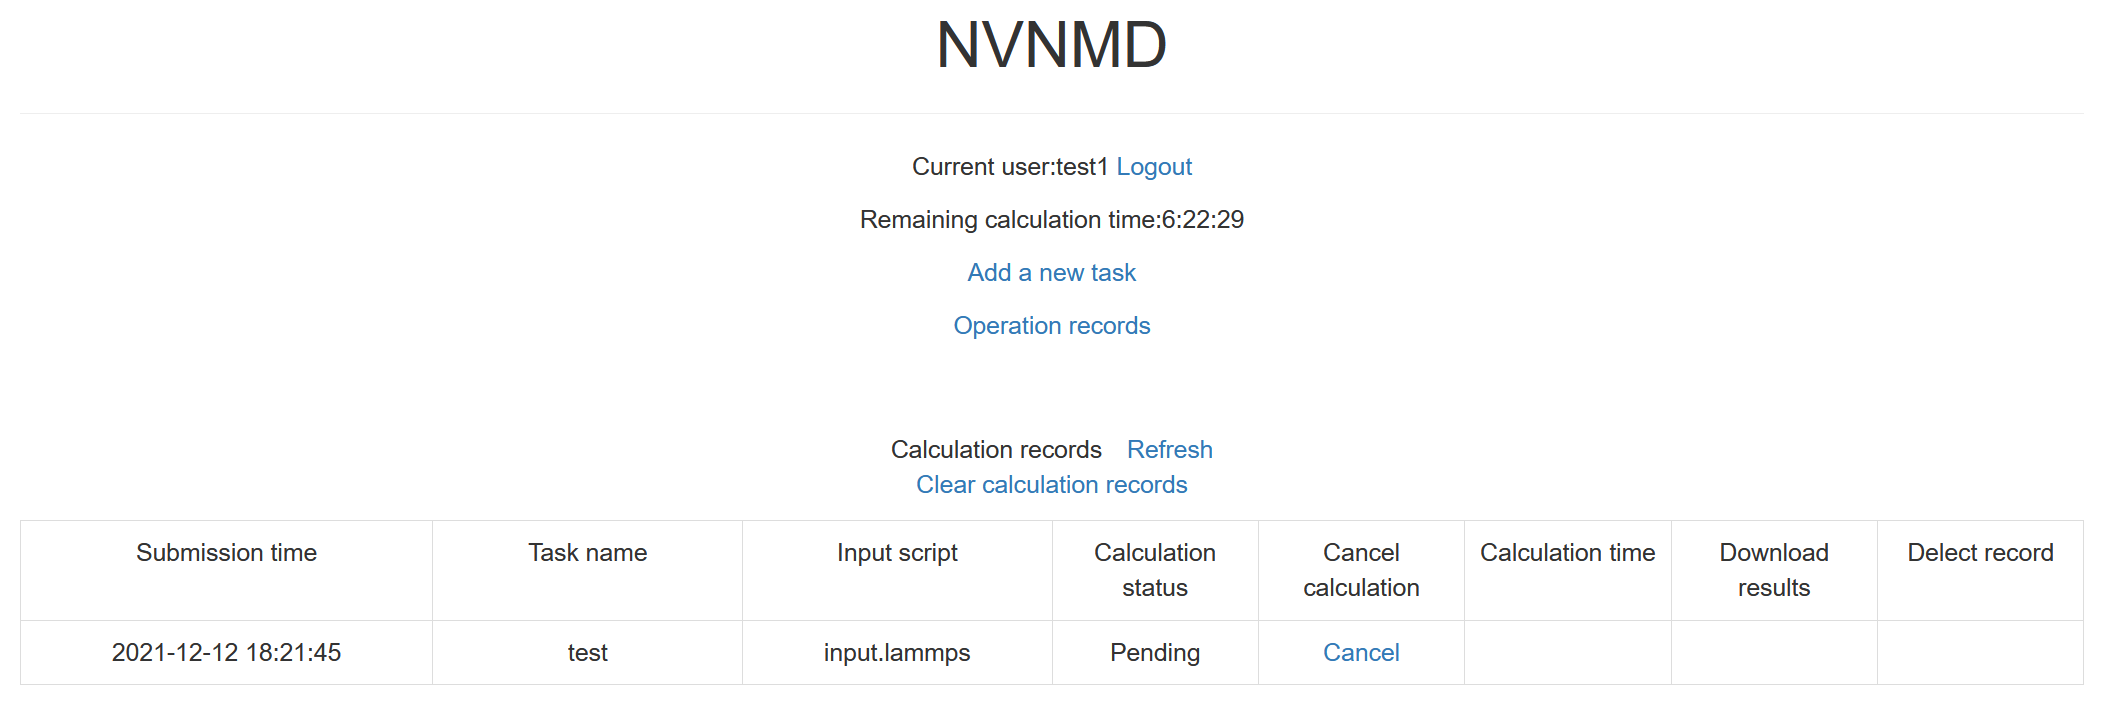 NVNMD
Current user:test1 Logout
Remaining calculation time:6:22:29
Add a new task
Operation records
Calculation records Refresh
Clear calculation records
Submission time Task name Input script Calculation status Cancel calculation Calculation time Download results Delect record
2021-12-12 18:21:45 test input.lammps Pending Cancel